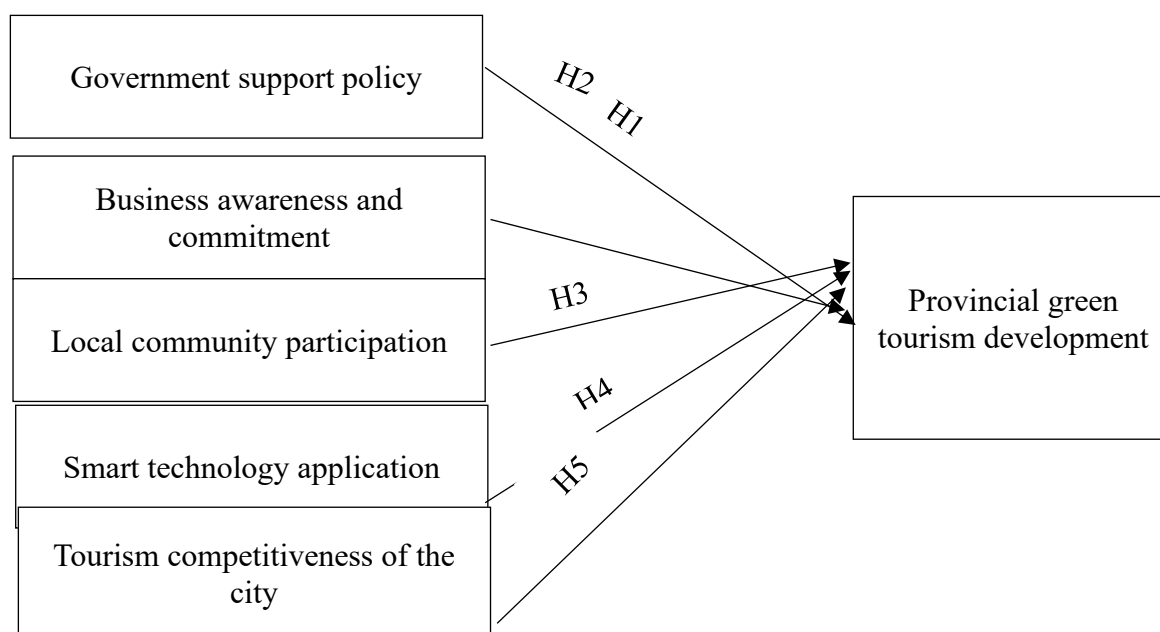 Government support policy
Business awareness and
commitment
Local community participation
Smart technology application
Tourism competitiveness of the
city
H2
H1
H3
H4
H5
Provincial green
tourism development